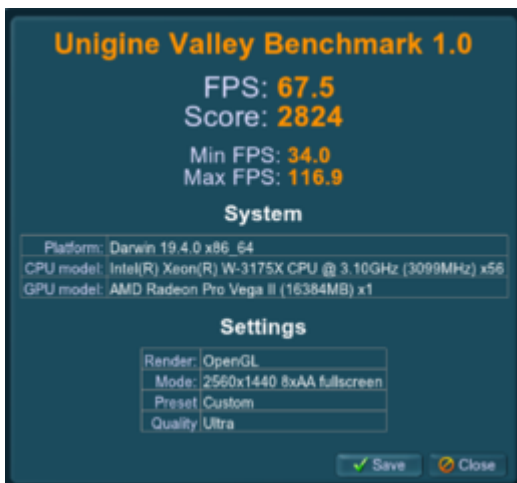 Unigine Valley Benchmark 1.0
FPS: 67.5
Score: 2824
Min FPS: 34.0
Max FPS: 116.9
System
Platform: Darwin 19.4.0 x86_64
CPU model: Intel(R) Xeon(R) W-3175X CPU @ 3.10GHz (3099MHz) x56
GPU model: AMD Radeon Pro Vega II (16384MB) x1
Settings
Render: OpenGL
Mode: 2560x1440 8xAA fullscreen
Preset Custom
Quality Ultra
Save Close